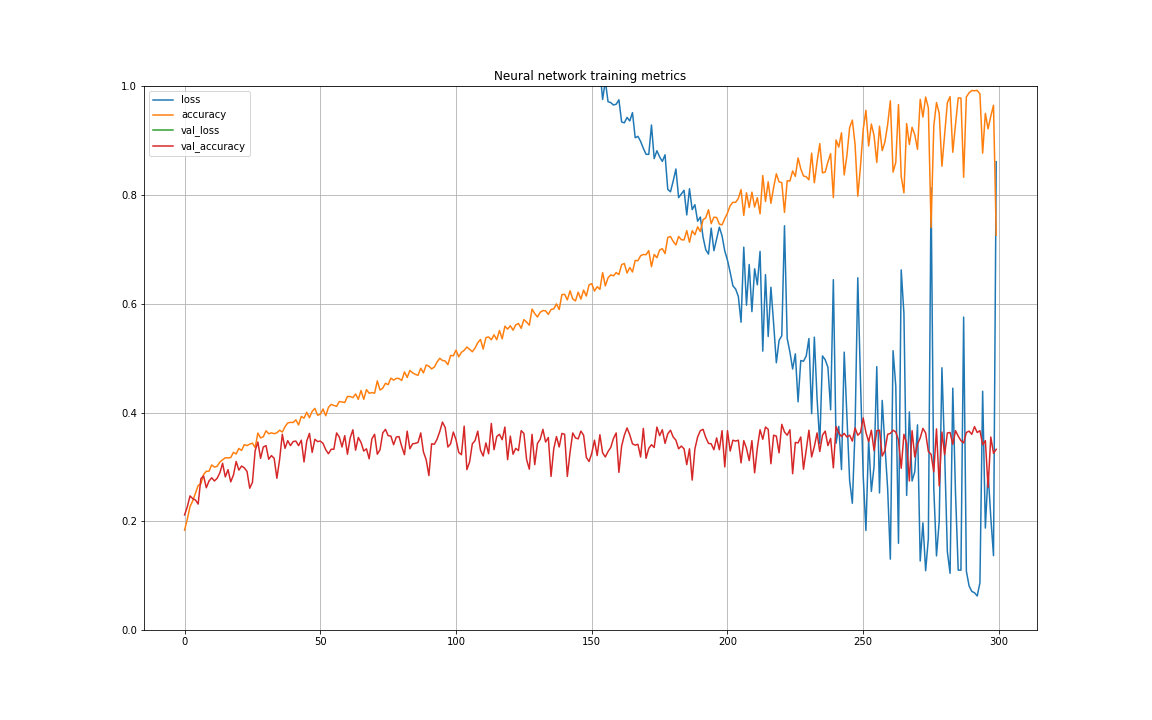 Neural network training metrics
1.0
loss
accuracy
val_loss
val_accuracy
0.8
0.6
0.4
0.2
0.0
0 50 100 150 200 250 300